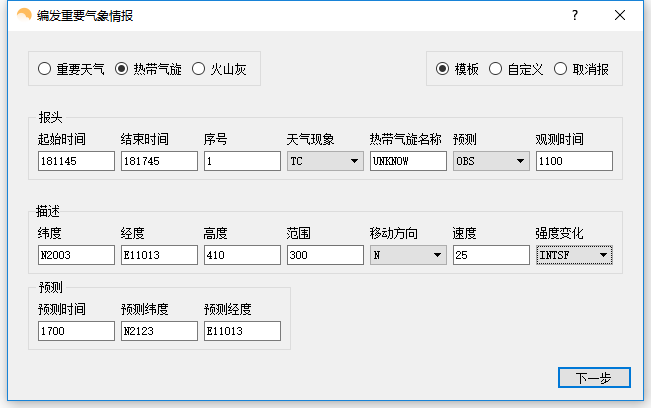 编发重要气象情报
重要天气 热带气旋 火山灰 模板 自定义 取消报
报头
起始时间 结束时间 序号 天气现象 热带气旋名称 预测 观测时间
181145 181745 1 TC UNKNOW OBS 1100
描述
纬度 经度 高度 范围 移动方向 速度 强度变化
N2003 E11013 410 300 N 25 INTSF
预测
预测时间 预测纬度 预测经度
1700 N2123 E11013
下一步